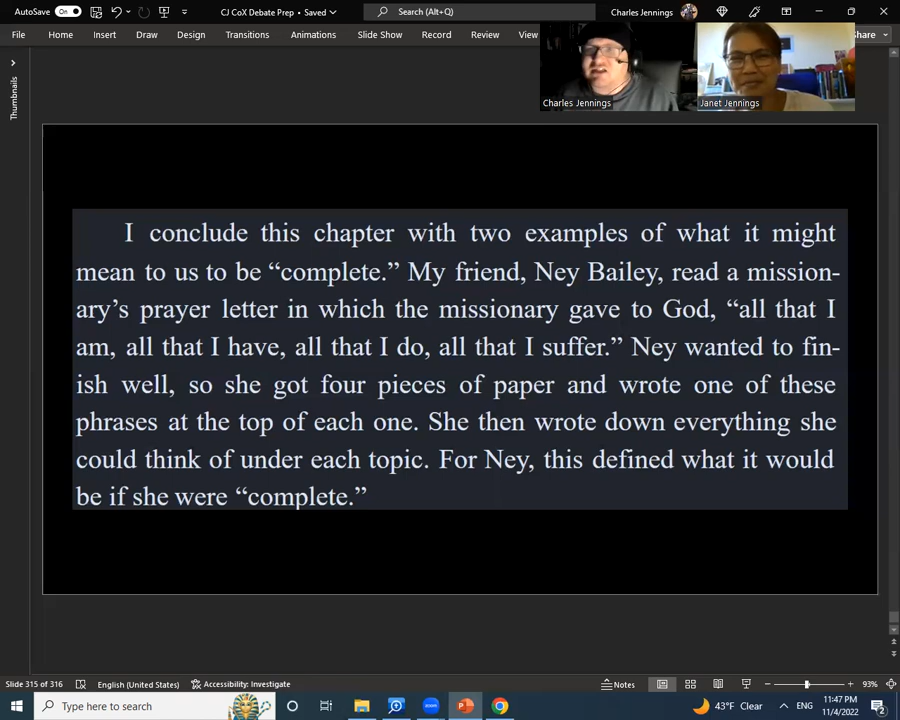 AutoSave On CJ CoX Debate Prep • Saved Search (Alt+Q) Charles Jennings
File Home Insert Draw Design Transitions Animations Slide Show Record Review View Share
Charles Jennings Janet Jennings
Thumbnails
I conclude this chapter with two examples of what it might
mean to us to be “complete.” My friend, Ney Bailey, read a mission-
ary’s prayer letter in which the missionary gave to God, “all that I
am, all that I have, all that I do, all that I suffer.” Ney wanted to fin-
ish well, so she got four pieces of paper and wrote one of these
phrases at the top of each one. She then wrote down everything she
could think of under each topic. For Ney, this defined what it would
be if she were “complete.”
Slide 315 of 316 English (United States) Accessibility: Investigate Notes 93%
Type here to search zoom 43°F Clear ENG 11:47 PM
11/4/2022 2